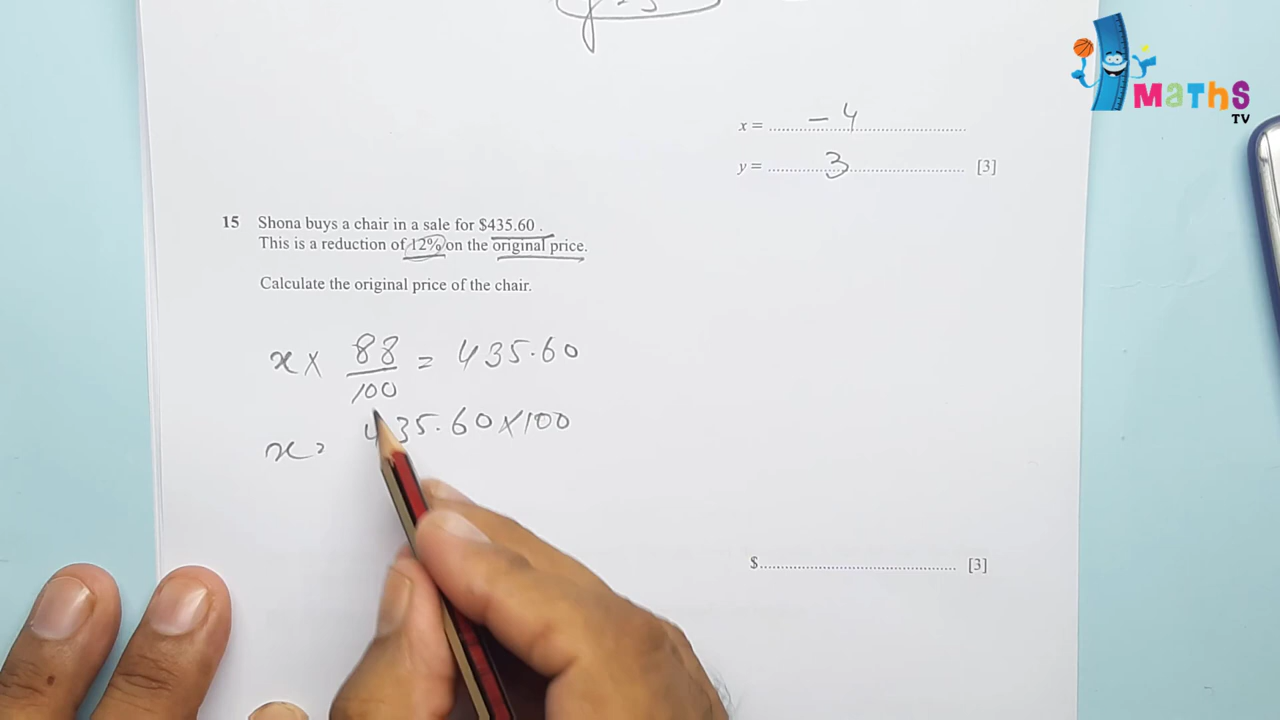 MaTHS
TV
x = – 4
y = 3 [3]
15 Shona buys a chair in a sale for $435.60 .
This is a reduction of 12% on the original price.
Calculate the original price of the chair.
x × 88/100 = 435.60
x = 435.60 × 100
$ [3]